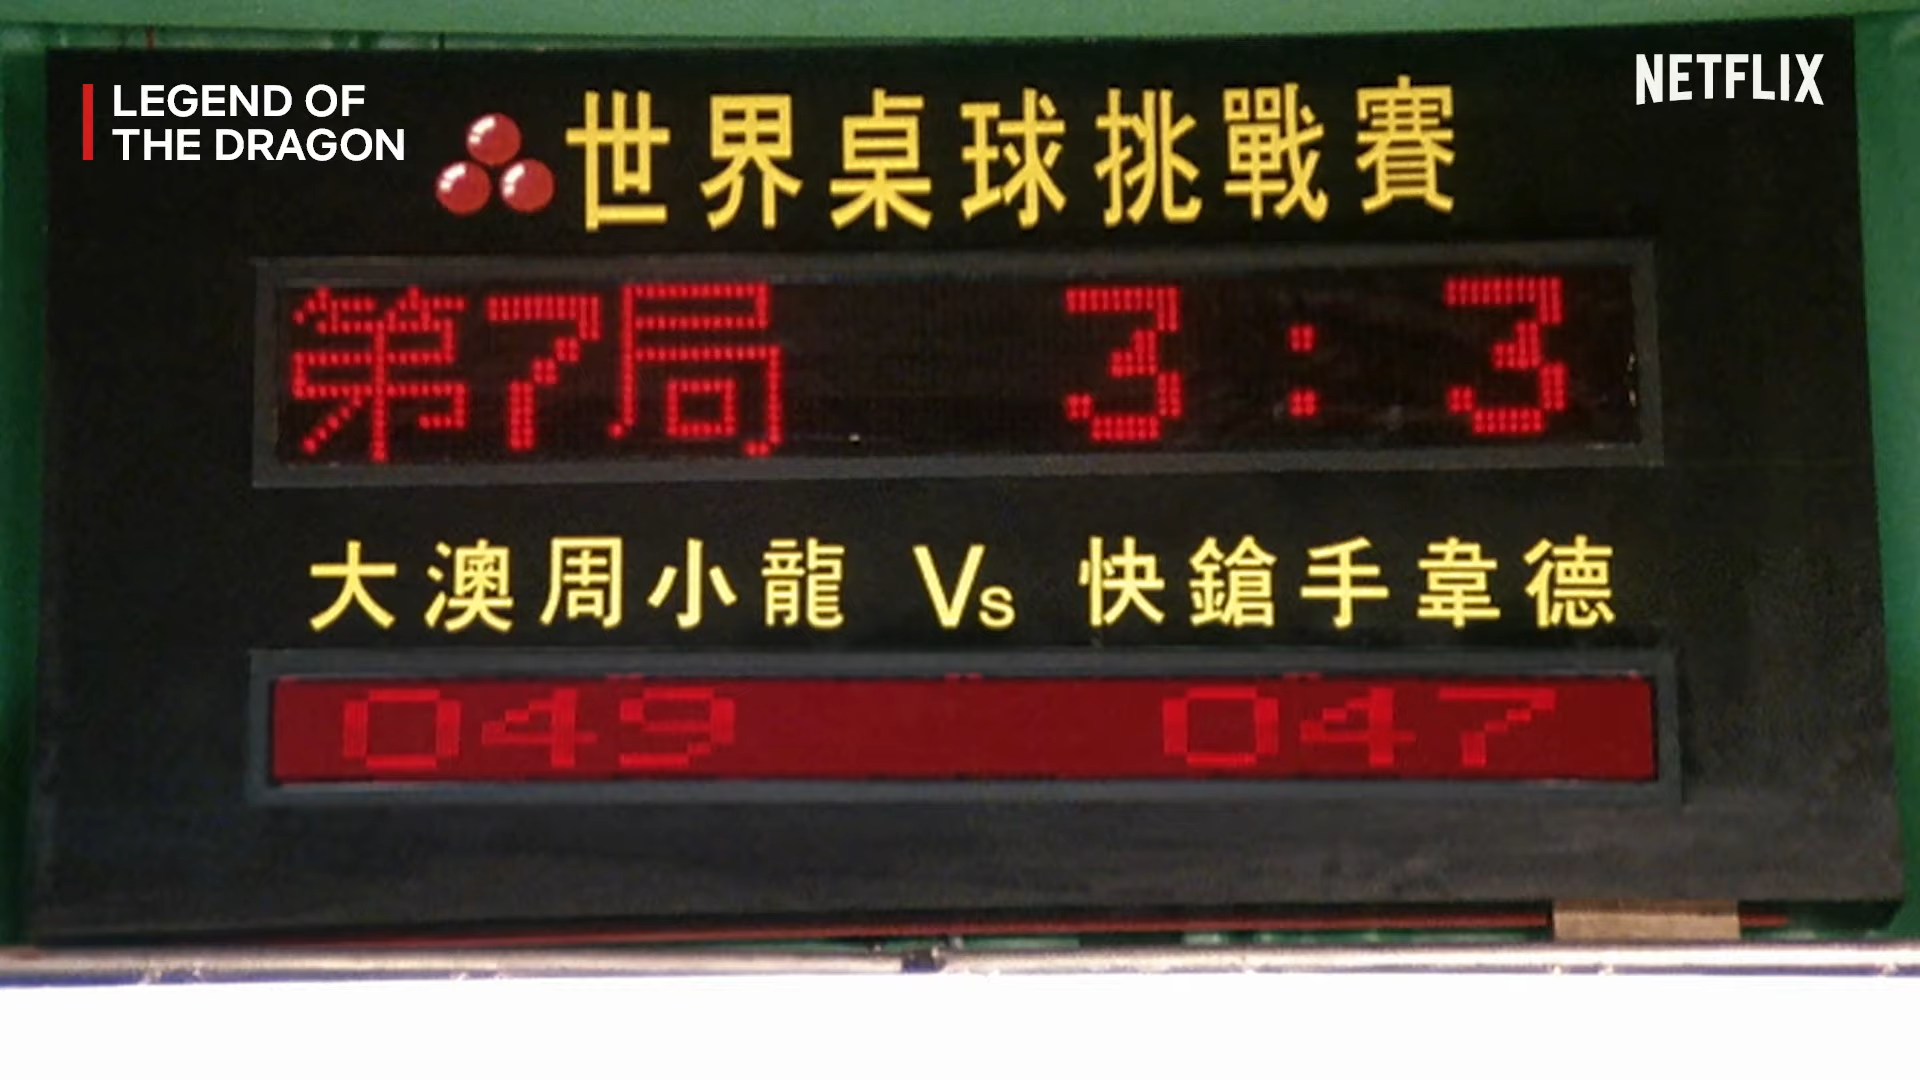 LEGEND OF
THE DRAGON
NETFLIX
世界桌球挑戰賽
第7局 3 : 3
大澳周小龍 Vs 快鎗手韋德
049 047